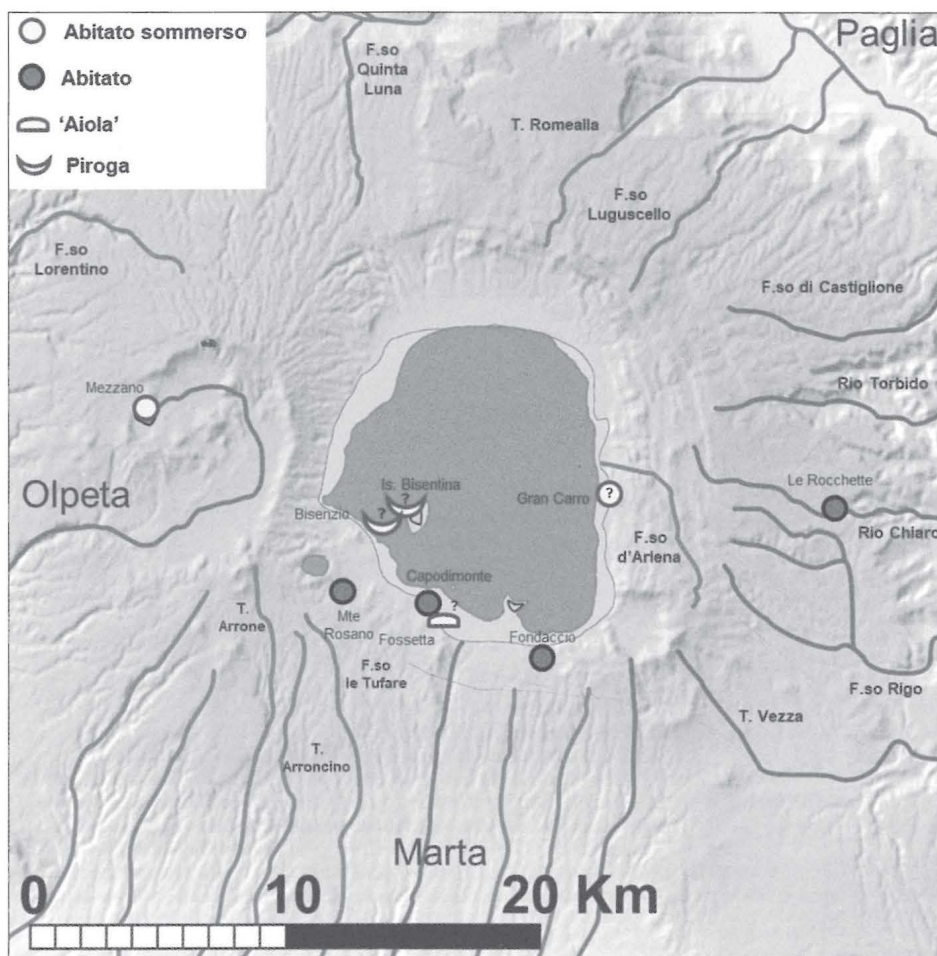 Abitato sommerso
Abitato
'Aiola'
Piroga
F.so
Quinta
Luna
Paglia
T. Romealla
F.so
Luguscello
F.so
Lorentino
F.so di Castiglione
Mezzano
Rio Torbido
Olpeta
Is. Bisentina
?
?
Bisenzio
Gran Carro
?
Le Rocchette
Rio Chiaro
F.so
d'Arlena
Capodimonte
?
T.
Arrone
Mte
Rosano
Fossetta
Fondaccio
F.so
le Tufare
F.so Rigo
T. Vezza
T.
Arroncino
Marta
0 10 20 Km